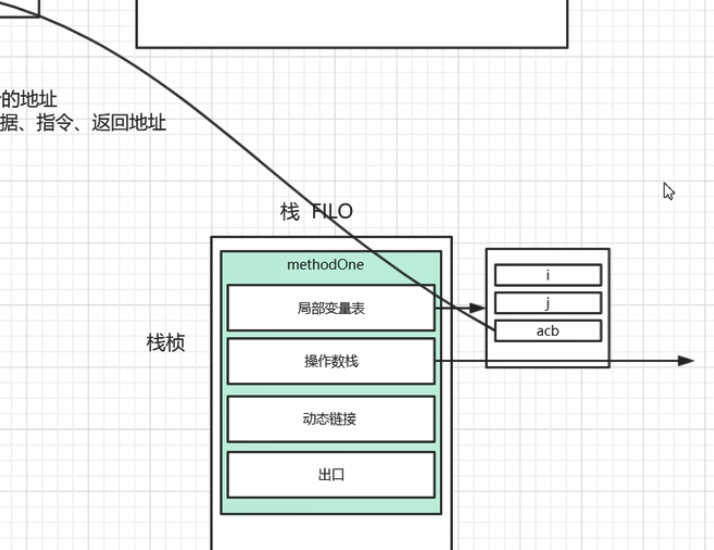 的地址
据、指令、返回地址
栈 FILO
methodOne
局部变量表
操作数栈
动态链接
出口
栈桢
i
j
acb